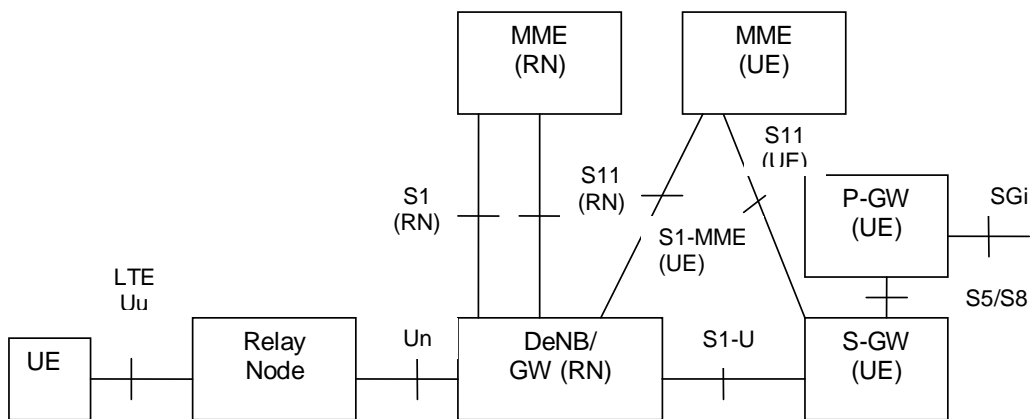 MME
(RN)
MME
(UE)
S11
(UE)
S1
(RN)
S11
(RN)
S1-MME
(UE)
P-GW
(UE)
SGi
S5/S8
LTE
Uu
UE
Relay
Node
Un
DeNB/
GW (RN)
S1-U
S-GW
(UE)